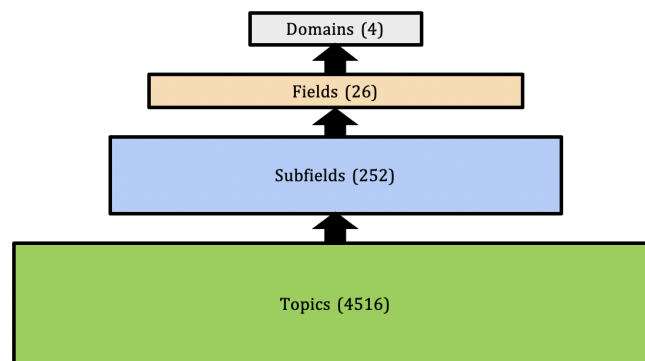 Domains (4)
Fields (26)
Subfields (252)
Topics (4516)